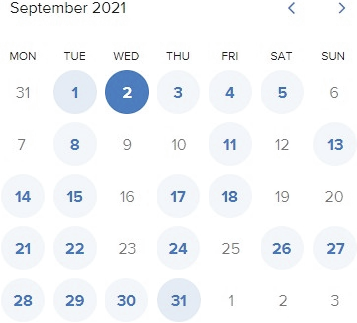 September 2021
MON TUE WED THU FRI SAT SUN
31 1 2 3 4 5 6
7 8 9 10 11 12 13
14 15 16 17 18 19 20
21 22 23 24 25 26 27
28 29 30 31 1 2 3